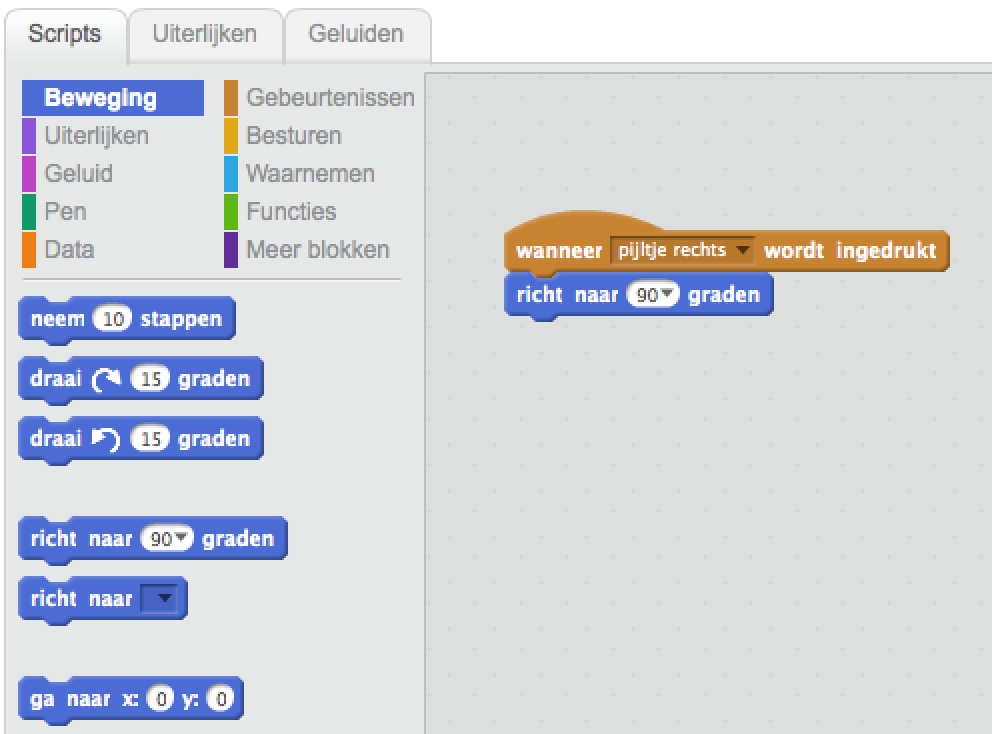 Scripts Uiterlijken Geluiden
Beweging Gebeurtenissen
Uiterlijken Besturen
Geluid Waarnemen
Pen Functies
Data Meer blokken
neem 10 stappen
draai 15 graden
draai 15 graden
richt naar 90 graden
richt naar
ga naar x: 0 y: 0
wanneer pijltje rechts wordt ingedrukt
richt naar 90 graden